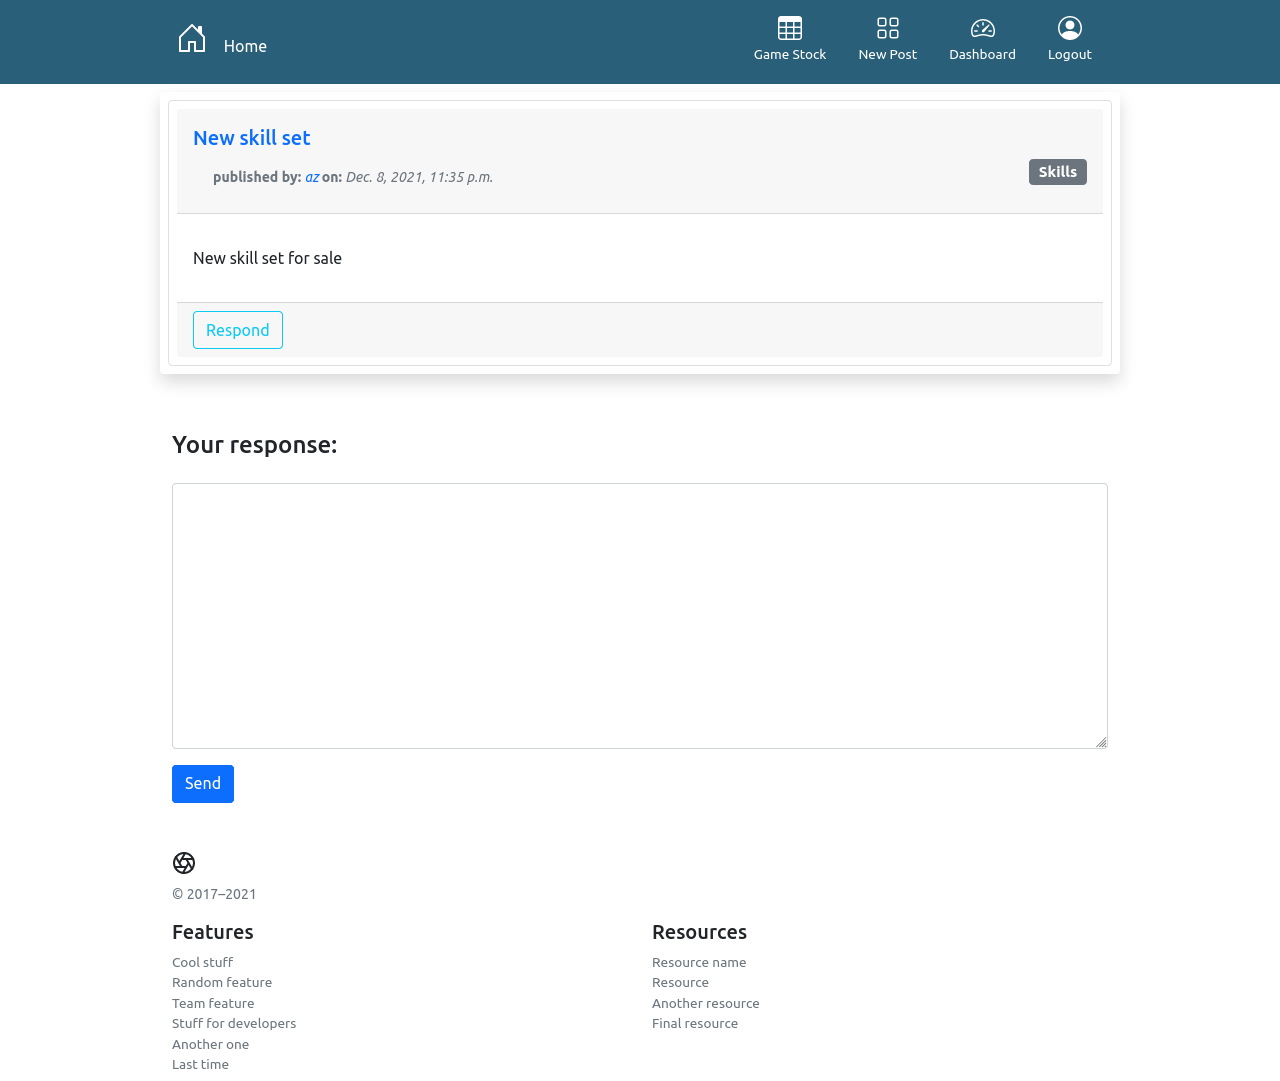 Home
Game Stock
New Post
Dashboard
Logout
New skill set
published by: az on: Dec. 8, 2021, 11:35 p.m.
Skills
New skill set for sale
Respond
Your response:
Send
© 2017–2021
Features
Cool stuff
Random feature
Team feature
Stuff for developers
Another one
Last time
Resources
Resource name
Resource
Another resource
Final resource